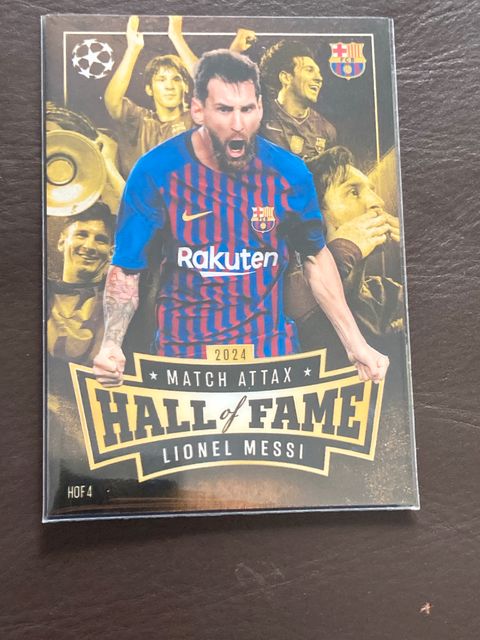 FCB
Rakuten
2024
MATCH ATTAX
HALL of FAME
LIONEL MESSI
HOF 4